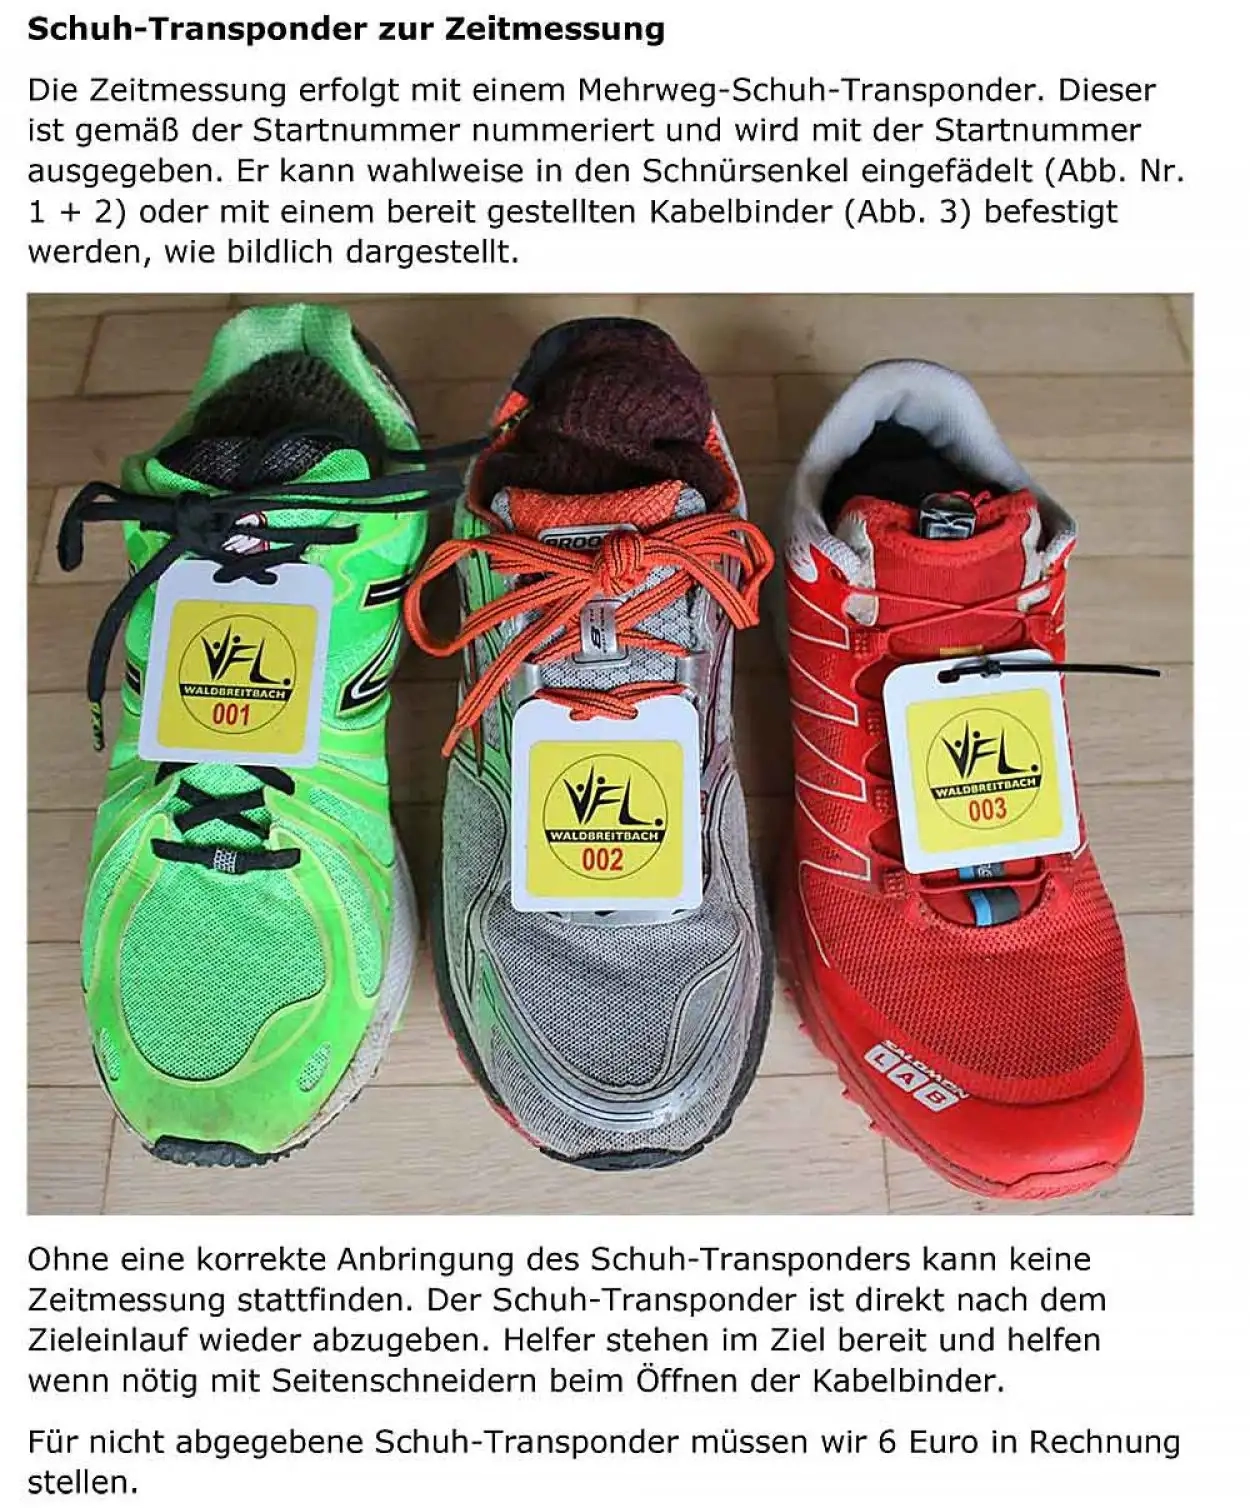 Schuh-Transponder zur Zeitmessung
Die Zeitmessung erfolgt mit einem Mehrweg-Schuh-Transponder. Dieser
ist gemäß der Startnummer nummeriert und wird mit der Startnummer
ausgegeben. Er kann wahlweise in den Schnürsenkel eingefädelt (Abb. Nr.
1 + 2) oder mit einem bereit gestellten Kabelbinder (Abb. 3) befestigt
werden, wie bildlich dargestellt.
VFL.
WALDBREITBACH
001
VFL.
WALDBREITBACH
002
VFL.
WALDBREITBACH
003
SALOMON
LAB
Ohne eine korrekte Anbringung des Schuh-Transponders kann keine
Zeitmessung stattfinden. Der Schuh-Transponder ist direkt nach dem
Zieleinlauf wieder abzugeben. Helfer stehen im Ziel bereit und helfen
wenn nötig mit Seitenschneidern beim Öffnen der Kabelbinder.
Für nicht abgegebene Schuh-Transponder müssen wir 6 Euro in Rechnung
stellen.